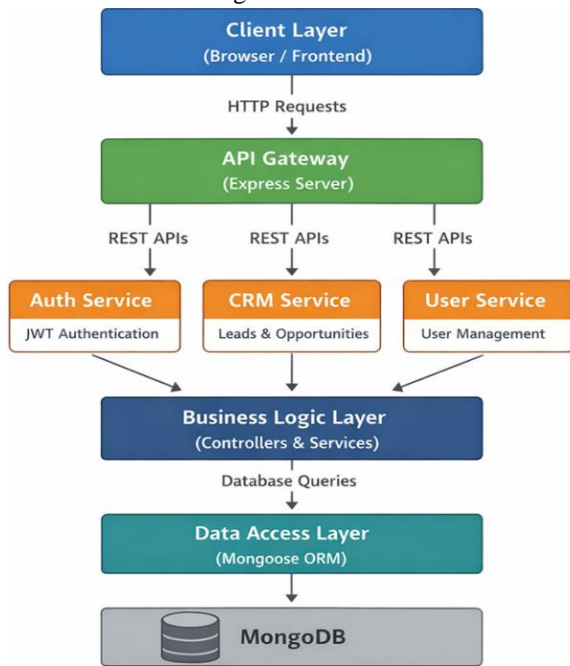 Client Layer
(Browser / Frontend)
HTTP Requests
API Gateway
(Express Server)
REST APIs
REST APIs
REST APIs
Auth Service
JWT Authentication
CRM Service
Leads & Opportunities
User Service
User Management
Business Logic Layer
(Controllers & Services)
Database Queries
Data Access Layer
(Mongoose ORM)
MongoDB